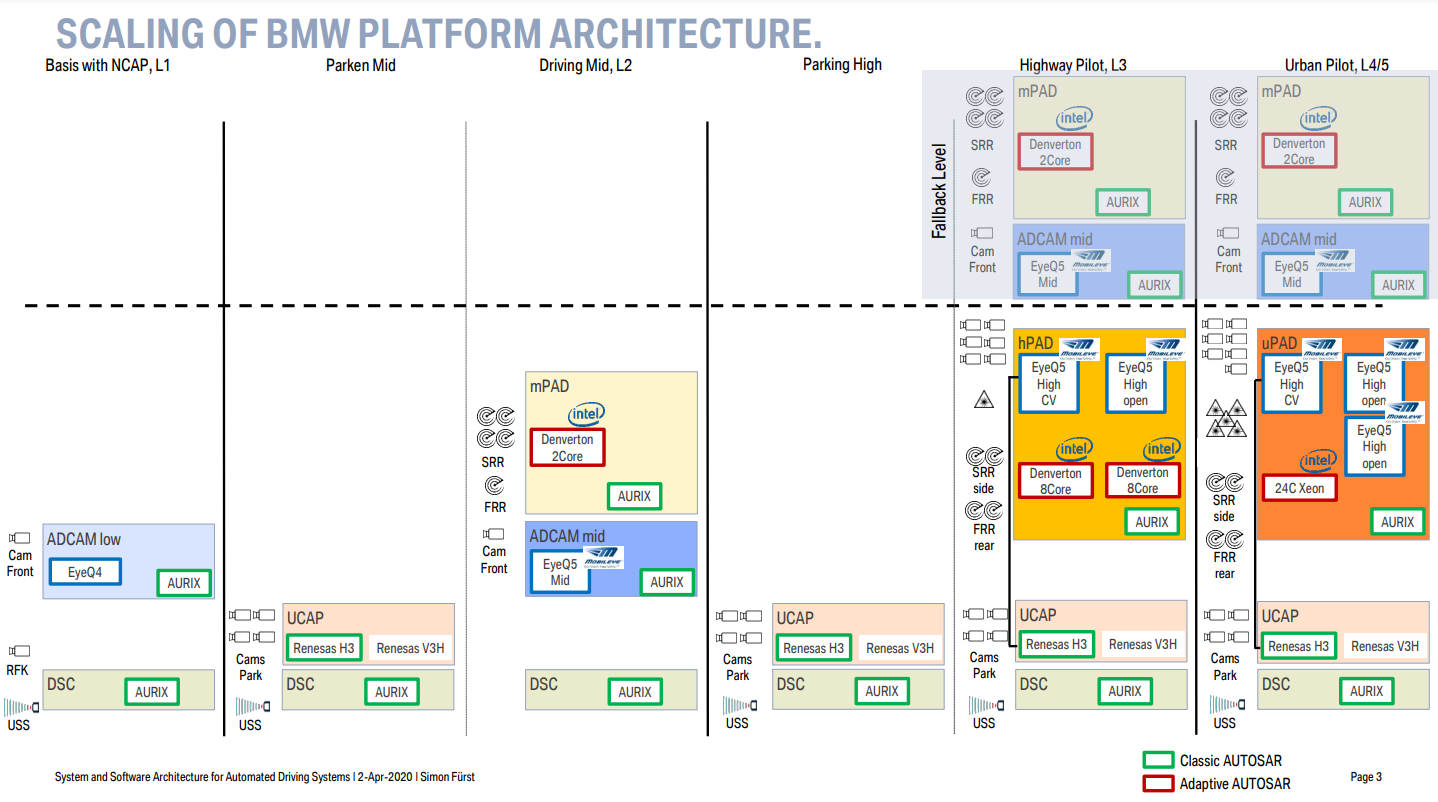 SCALING OF BMW PLATFORM ARCHITECTURE.
Basis with NCAP, L1
Parken Mid
Driving Mid, L2
Parking High
Highway Pilot, L3
Urban Pilot, L4/5
Fallback Level
SRR
FRR
Cam
Front
mPAD
intel
Denverton
2Core
AURIX
ADCAM mid
MOBILEYE
EyeQ5
Mid
AURIX
SRR
FRR
Cam
Front
mPAD
intel
Denverton
2Core
AURIX
ADCAM mid
MOBILEYE
EyeQ5
Mid
AURIX
Cam
Front
ADCAM low
EyeQ4
AURIX
RFK
USS
DSC
AURIX
Cams
Park
USS
UCAP
Renesas H3
Renesas V3H
DSC
AURIX
SRR
FRR
Cam
Front
mPAD
intel
Denverton
2Core
AURIX
ADCAM mid
MOBILEYE
EyeQ5
Mid
AURIX
DSC
AURIX
Cams
Park
USS
UCAP
Renesas H3
Renesas V3H
DSC
AURIX
SRR
side
FRR
rear
hPAD
MOBILEYE
EyeQ5
High
CV
MOBILEYE
EyeQ5
High
open
intel
Denverton
8Core
intel
Denverton
8Core
AURIX
Cams
Park
USS
UCAP
Renesas H3
Renesas V3H
DSC
AURIX
SRR
side
FRR
rear
uPAD
MOBILEYE
EyeQ5
High
CV
MOBILEYE
EyeQ5
High
open
MOBILEYE
EyeQ5
High
open
intel
24C Xeon
AURIX
Cams
Park
USS
UCAP
Renesas H3
Renesas V3H
DSC
AURIX
System and Software Architecture for Automated Driving Systems | 2-Apr-2020 | Simon Fürst
Classic AUTOSAR
Adaptive AUTOSAR
Page 3